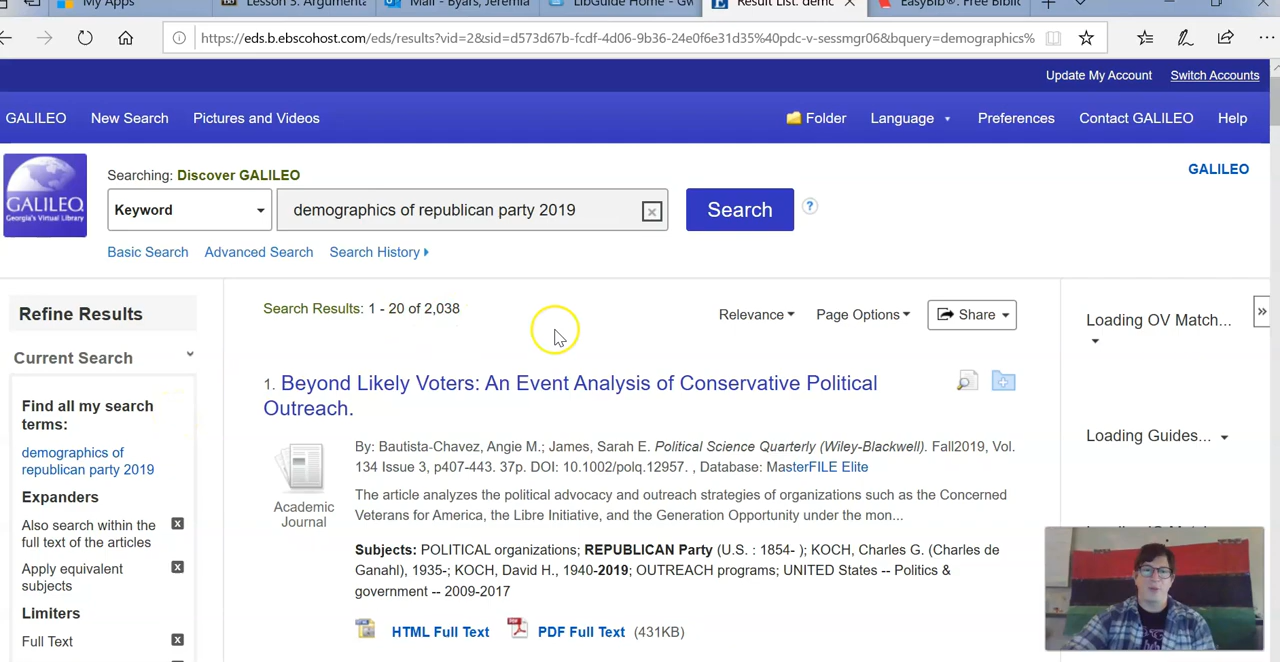 My Apps
Lesson 3. Argumenta
Mail - Byars, Jeremia
LibGuide Home - Gw
Result List: demo
EasyBib®: Free Biblic
https://eds.b.ebscohost.com/eds/results?vid=2&sid=d573d67b-fcdf-4d06-9b36-24e0f6e31d35%40pdc-v-sessmgr06&bquery=demographics%
Update My Account Switch Accounts
GALILEO New Search Pictures and Videos Folder Language Preferences Contact GALILEO Help
GALILEO
Georgia's Virtual Library
Searching: Discover GALILEO
GALILEO
Keyword demographics of republican party 2019 Search ?
Basic Search Advanced Search Search History
Refine Results
Current Search
Find all my search
terms:
demographics of
republican party 2019
Expanders
Also search within the
full text of the articles
Apply equivalent
subjects
Limiters
Full Text
Search Results: 1 - 20 of 2,038
Relevance Page Options Share
1. Beyond Likely Voters: An Event Analysis of Conservative Political
Outreach.
Academic
Journal
By: Bautista-Chavez, Angie M.; James, Sarah E. Political Science Quarterly (Wiley-Blackwell). Fall2019, Vol.
134 Issue 3, p407-443. 37p. DOI: 10.1002/polq.12957. , Database: MasterFILE Elite
The article analyzes the political advocacy and outreach strategies of organizations such as the Concerned
Veterans for America, the Libre Initiative, and the Generation Opportunity under the mon...
Subjects: POLITICAL organizations; REPUBLICAN Party (U.S. : 1854- ); KOCH, Charles G. (Charles de
Ganahl), 1935-; KOCH, David H., 1940-2019; OUTREACH programs; UNITED States -- Politics &
government -- 2009-2017
HTML Full Text PDF Full Text (431KB)
Loading OV Match...
Loading Guides...